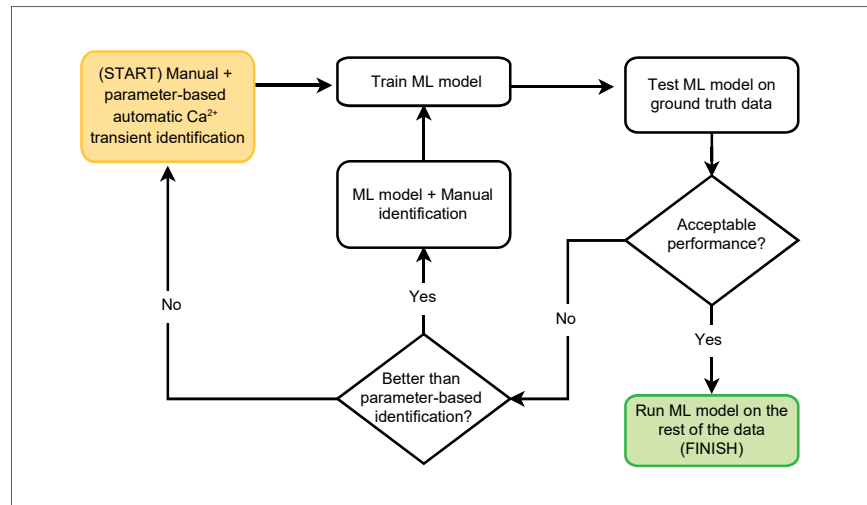 (START) Manual +
parameter-based
automatic Ca²⁺
transient identification
Train ML model
Test ML model on
ground truth data
ML model + Manual
identification
Acceptable
performance?
Yes
No
No
Yes
Better than
parameter-based
identification?
Run ML model on the
rest of the data
(FINISH)